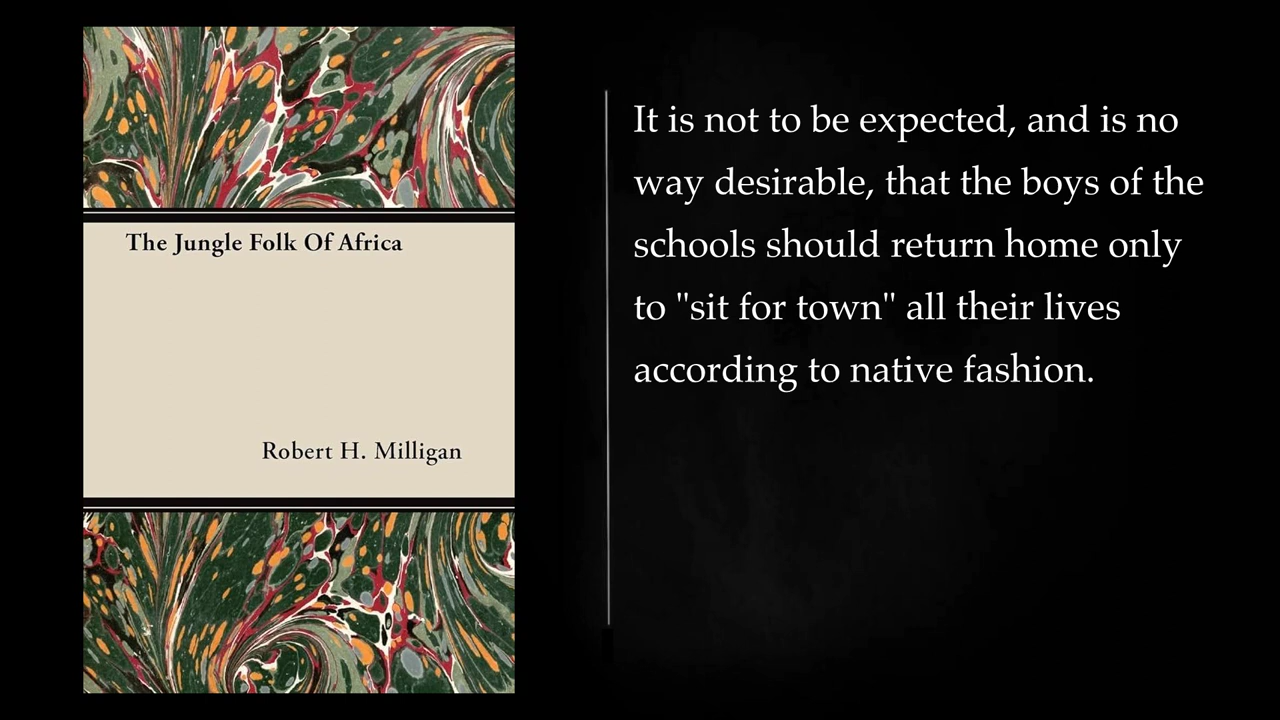 The Jungle Folk Of Africa
Robert H. Milligan
It is not to be expected, and is no
way desirable, that the boys of the
schools should return home only
to "sit for town" all their lives
according to native fashion.